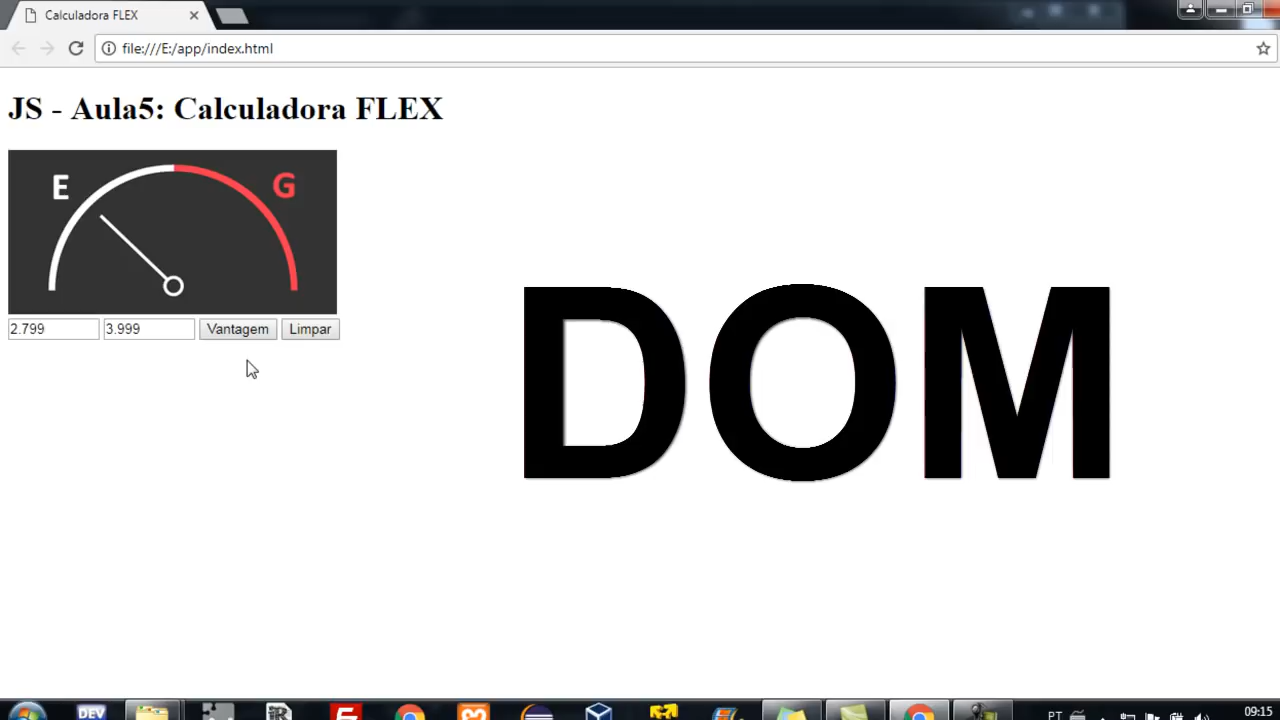 Calculadora FLEX
file:///E:/app/index.html
JS - Aula5: Calculadora FLEX
E
G
2.799
3.999
Vantagem
Limpar
DOM
DEV
PT
09:15